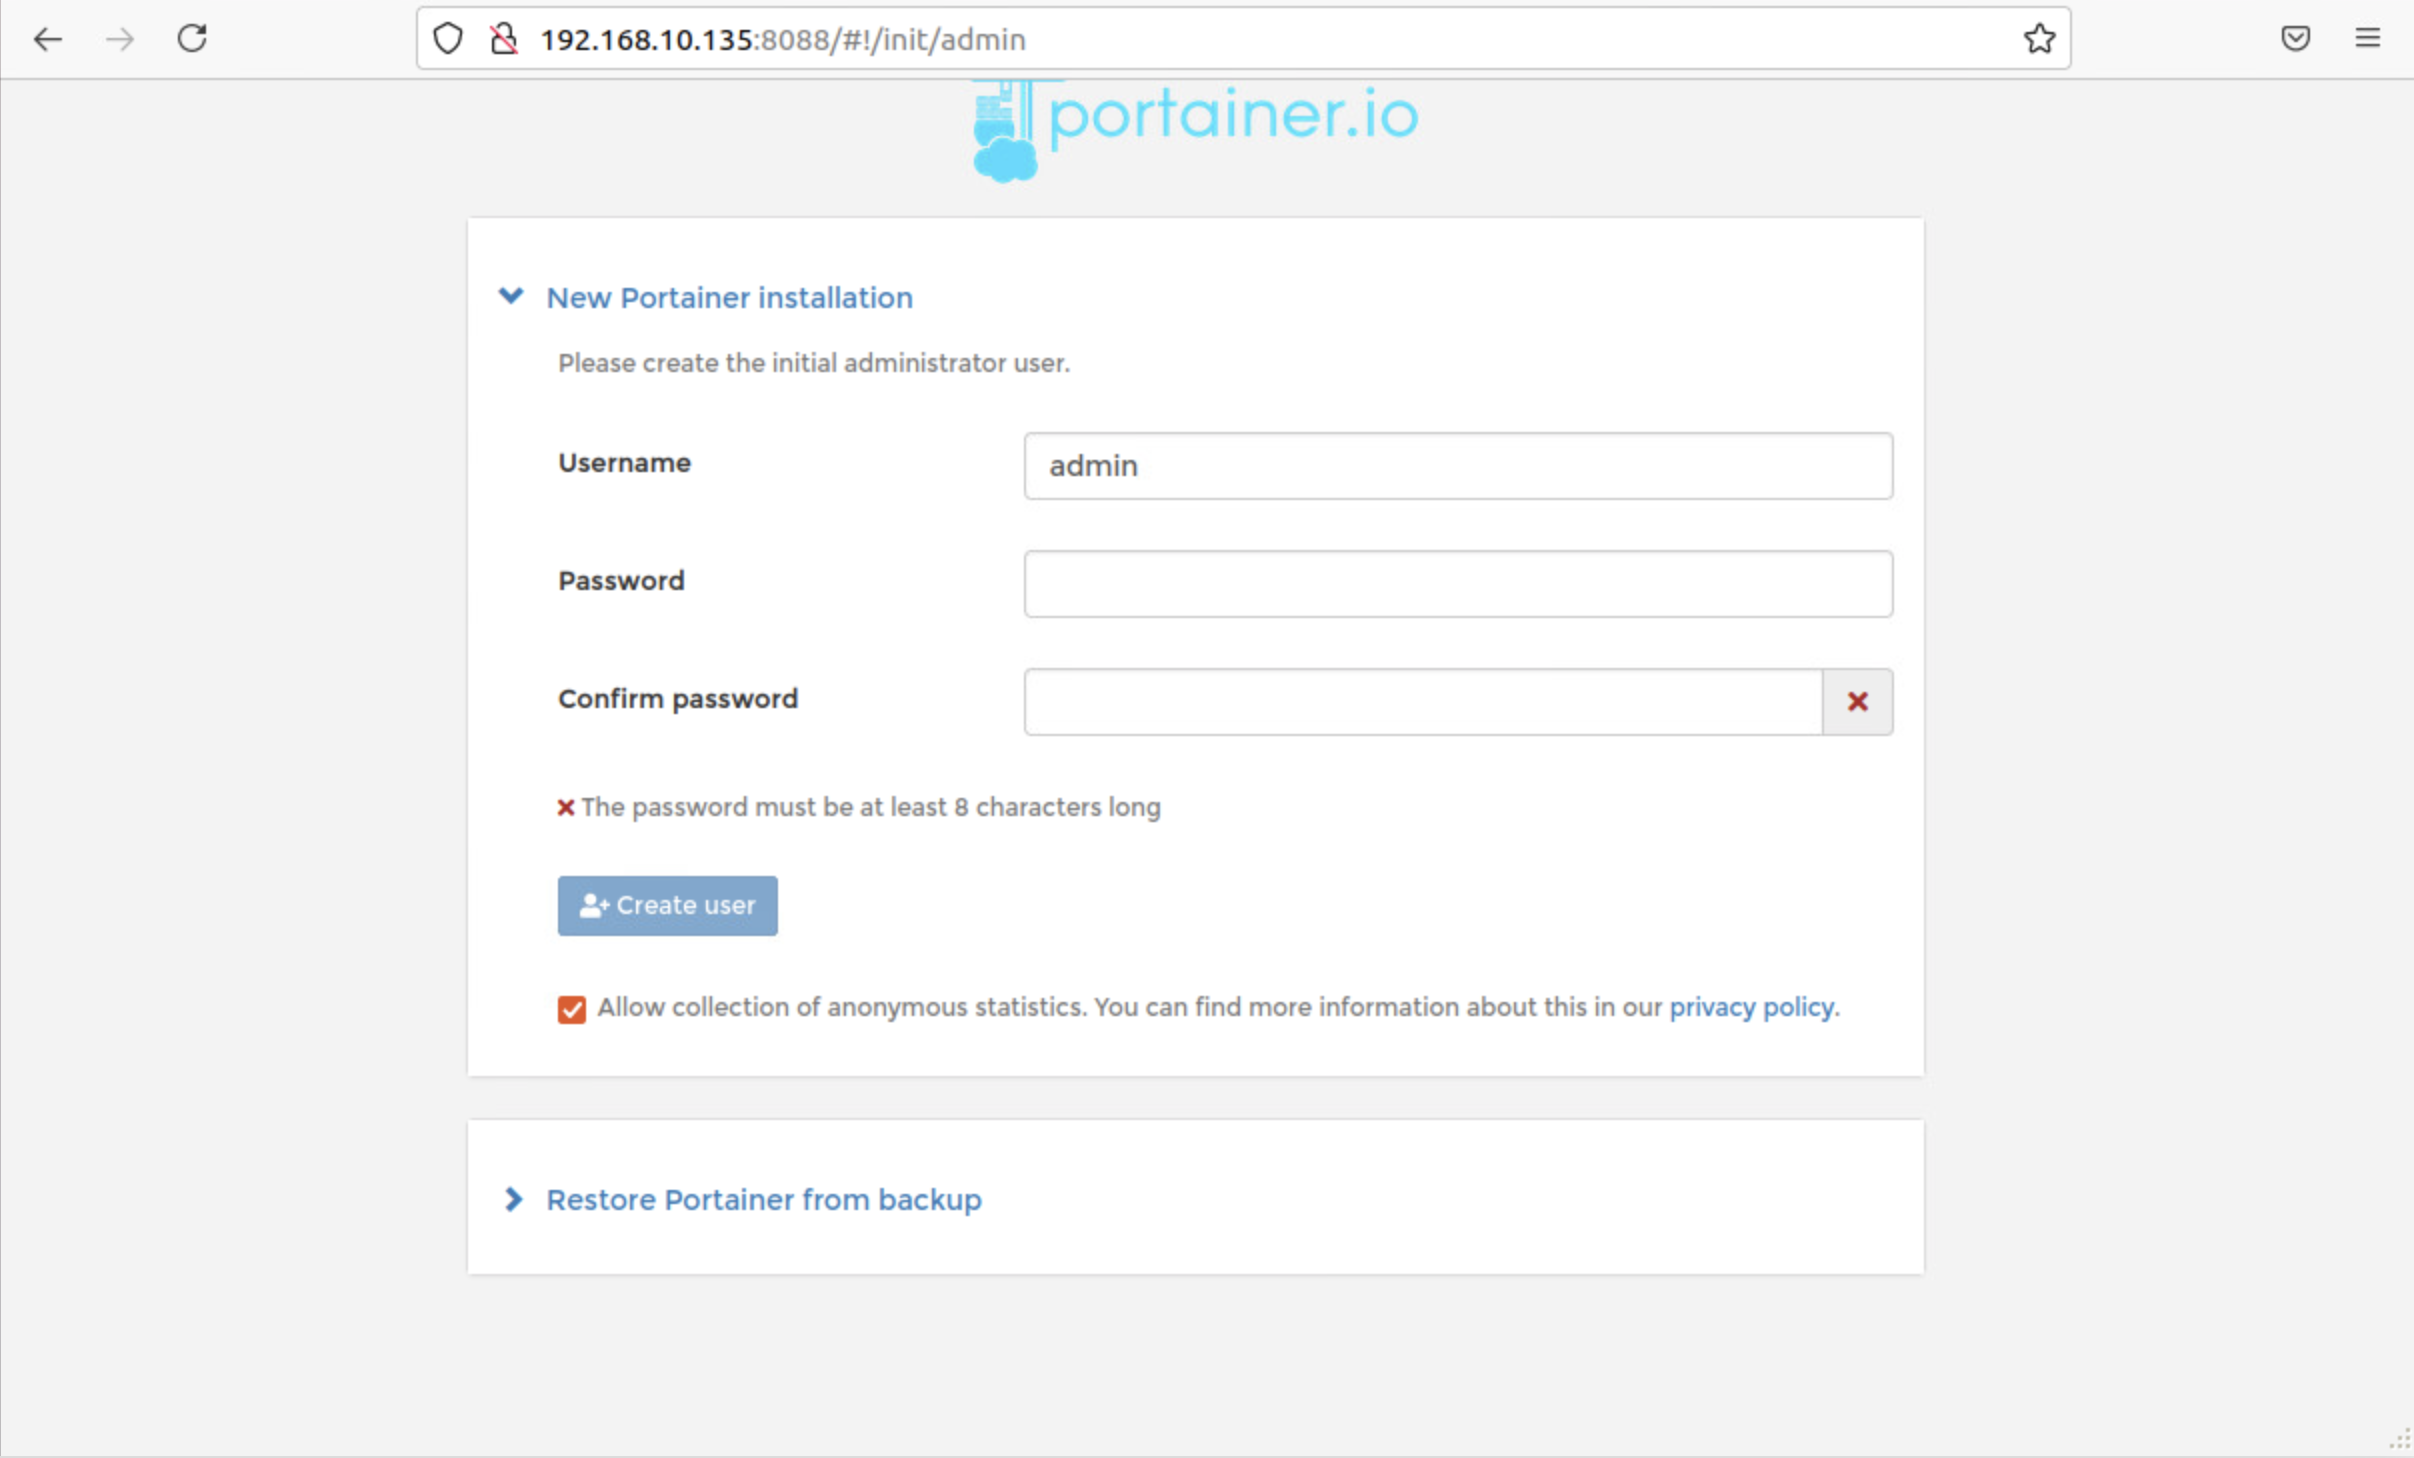 192.168.10.135:8088/#!/init/admin
portainer.io
New Portainer installation
Please create the initial administrator user.
Username
admin
Password
Confirm password
The password must be at least 8 characters long
Create user
Allow collection of anonymous statistics. You can find more information about this in our privacy policy.
Restore Portainer from backup